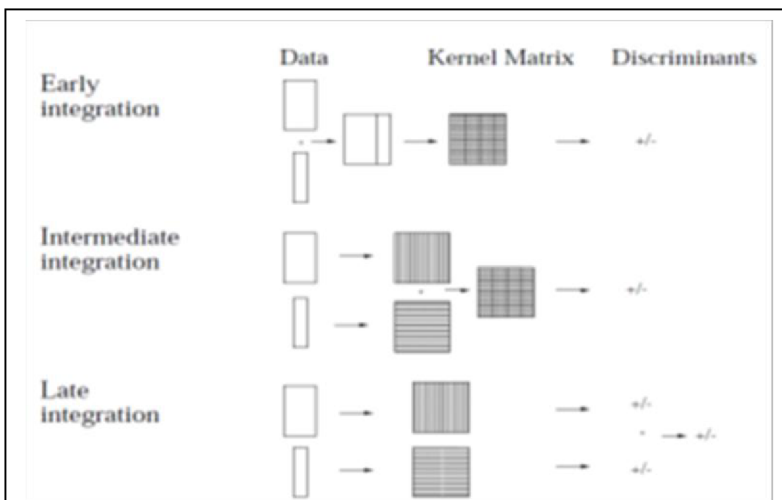 Data Kernel Matrix Discriminants
Early
integration
+/-
Intermediate
integration
+/-
Late
integration
+/-
+/-
+/-